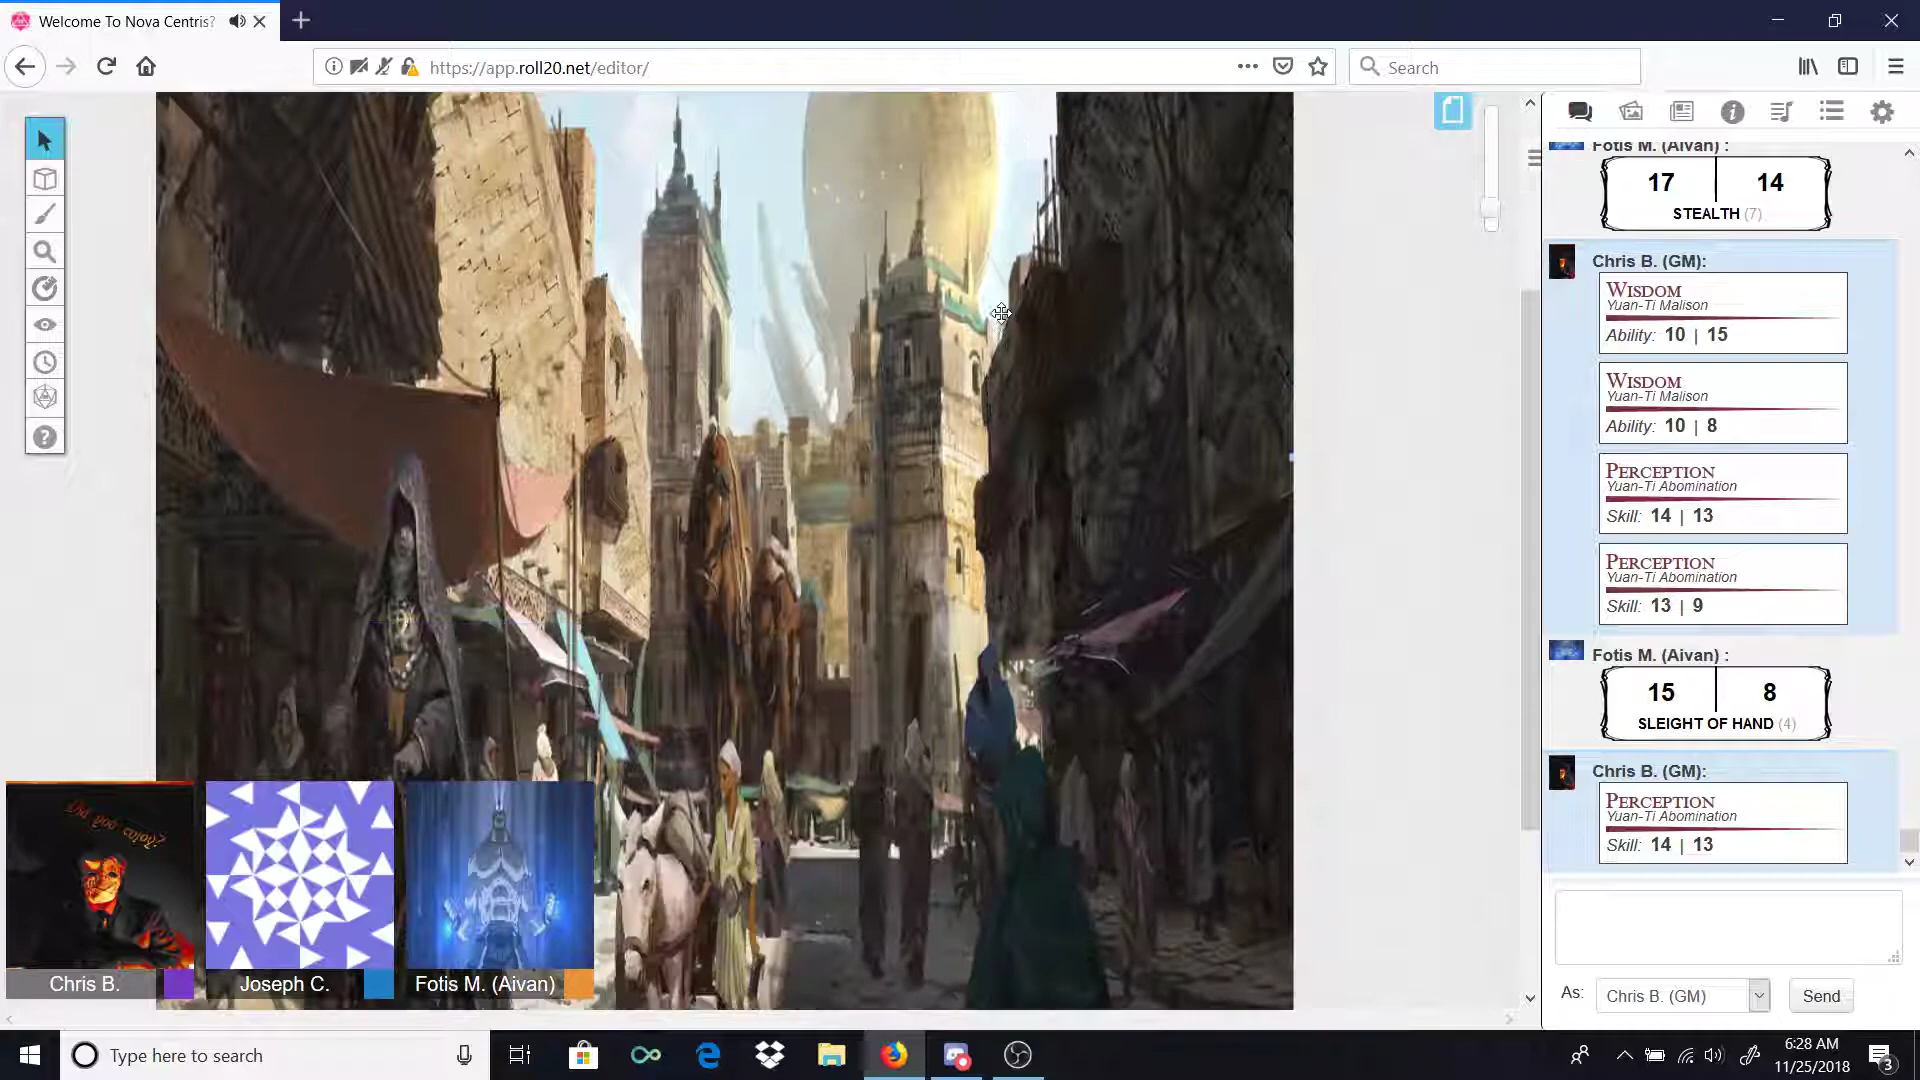 Welcome To Nova Centris?
https://app.roll20.net/editor/
Search
Fotis M. (Aivan) :
17 14
STEALTH (7)
Chris B. (GM):
WISDOM
Yuan-Ti Malison
Ability: 10 | 15
WISDOM
Yuan-Ti Malison
Ability: 10 | 8
PERCEPTION
Yuan-Ti Abomination
Skill: 14 | 13
PERCEPTION
Yuan-Ti Abomination
Skill: 13 | 9
Fotis M. (Aivan) :
15 8
SLEIGHT OF HAND (4)
Chris B. (GM):
PERCEPTION
Yuan-Ti Abomination
Skill: 14 | 13
Chris B.
Joseph C.
Fotis M. (Aivan)
As: Chris B. (GM) Send
Type here to search
6:28 AM
11/25/2018
3